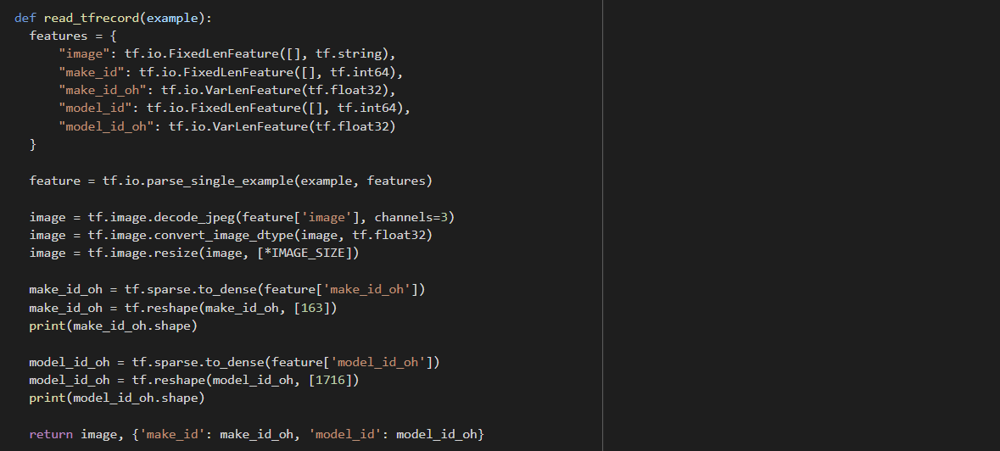 def read_tfrecord(example):
  features = {
      "image": tf.io.FixedLenFeature([], tf.string),
      "make_id": tf.io.FixedLenFeature([], tf.int64),
      "make_id_oh": tf.io.VarLenFeature(tf.float32),
      "model_id": tf.io.FixedLenFeature([], tf.int64),
      "model_id_oh": tf.io.VarLenFeature(tf.float32)
  }
  feature = tf.io.parse_single_example(example, features)
  image = tf.image.decode_jpeg(feature['image'], channels=3)
  image = tf.image.convert_image_dtype(image, tf.float32)
  image = tf.image.resize(image, [*IMAGE_SIZE])
  make_id_oh = tf.sparse.to_dense(feature['make_id_oh'])
  make_id_oh = tf.reshape(make_id_oh, [163])
  print(make_id_oh.shape)
  model_id_oh = tf.sparse.to_dense(feature['model_id_oh'])
  model_id_oh = tf.reshape(model_id_oh, [1716])
  print(model_id_oh.shape)
  return image, {'make_id': make_id_oh, 'model_id': model_id_oh}